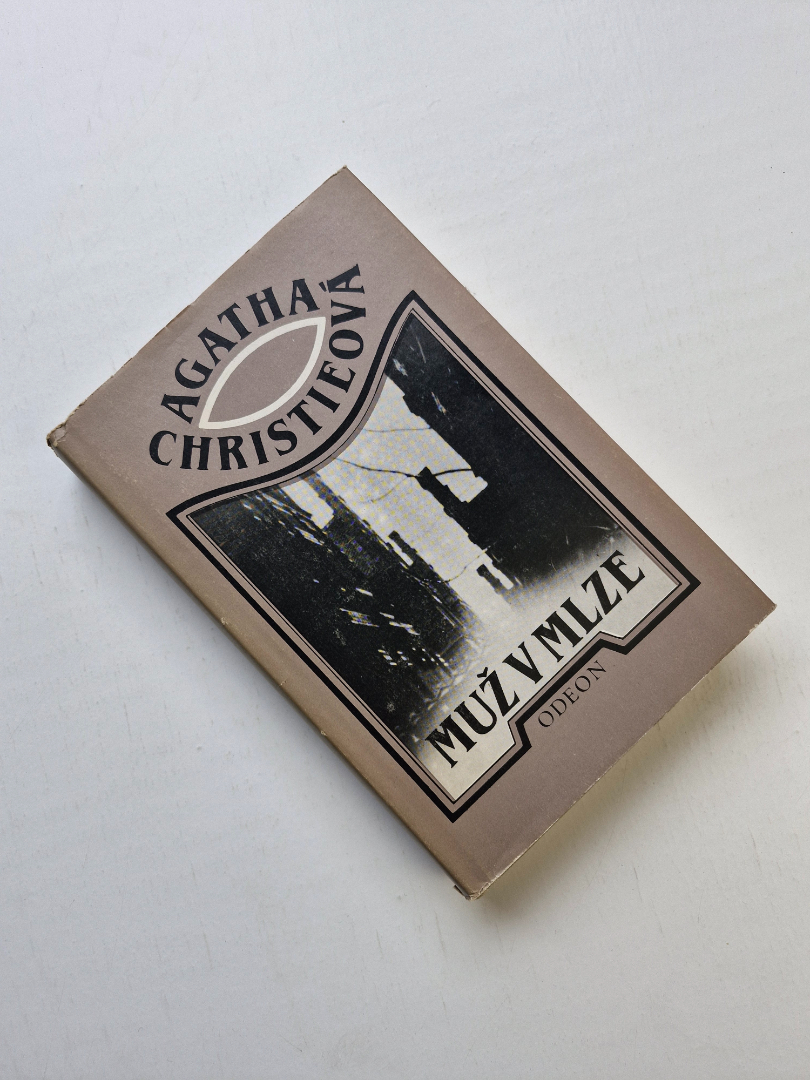 AGATHA
CHRISTIEOVÁ
MUŽ V MLZE
ODEON